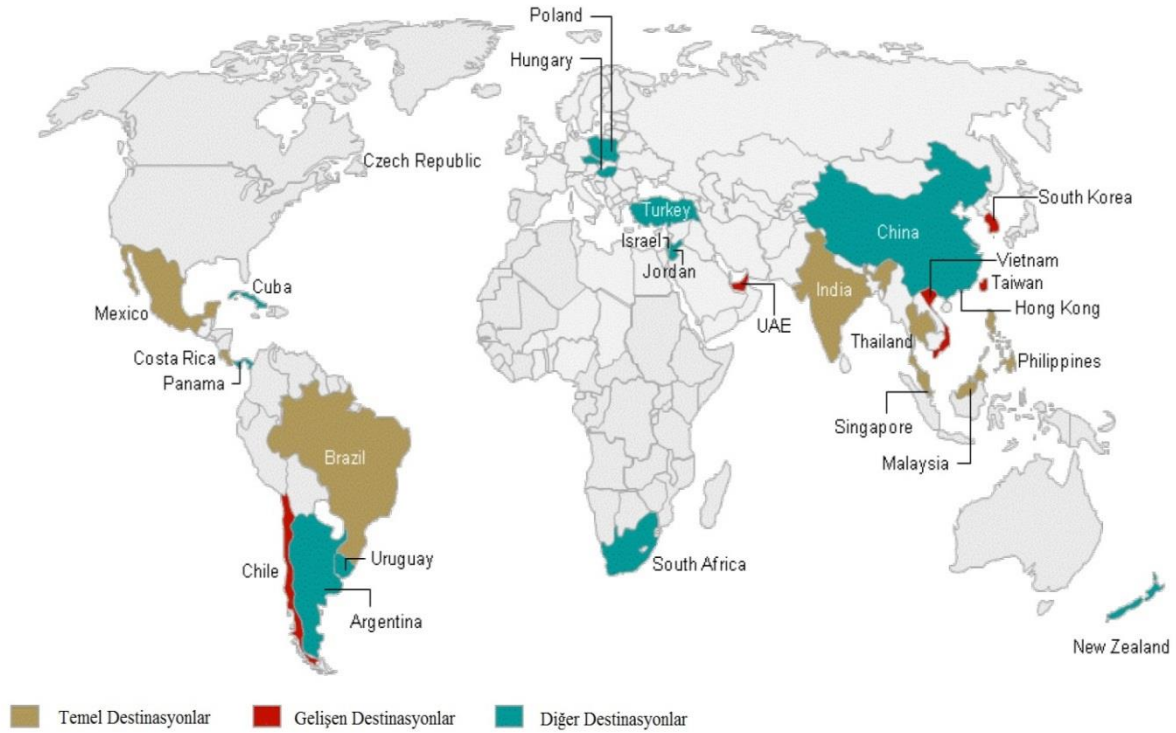 Poland
Hungary
Czech Republic
South Korea
Turkey
China
Israel
Jordan
Vietnam
Taiwan
India
Cuba
Mexico
Hong Kong
UAE
Thailand
Costa Rica
Panama
Philippines
Singapore
Brazil
Malaysia
Uruguay
South Africa
Chile
Argentina
New Zealand
Temel Destinasyonlar
Gelişen Destinasyonlar
Diğer Destinasyonlar